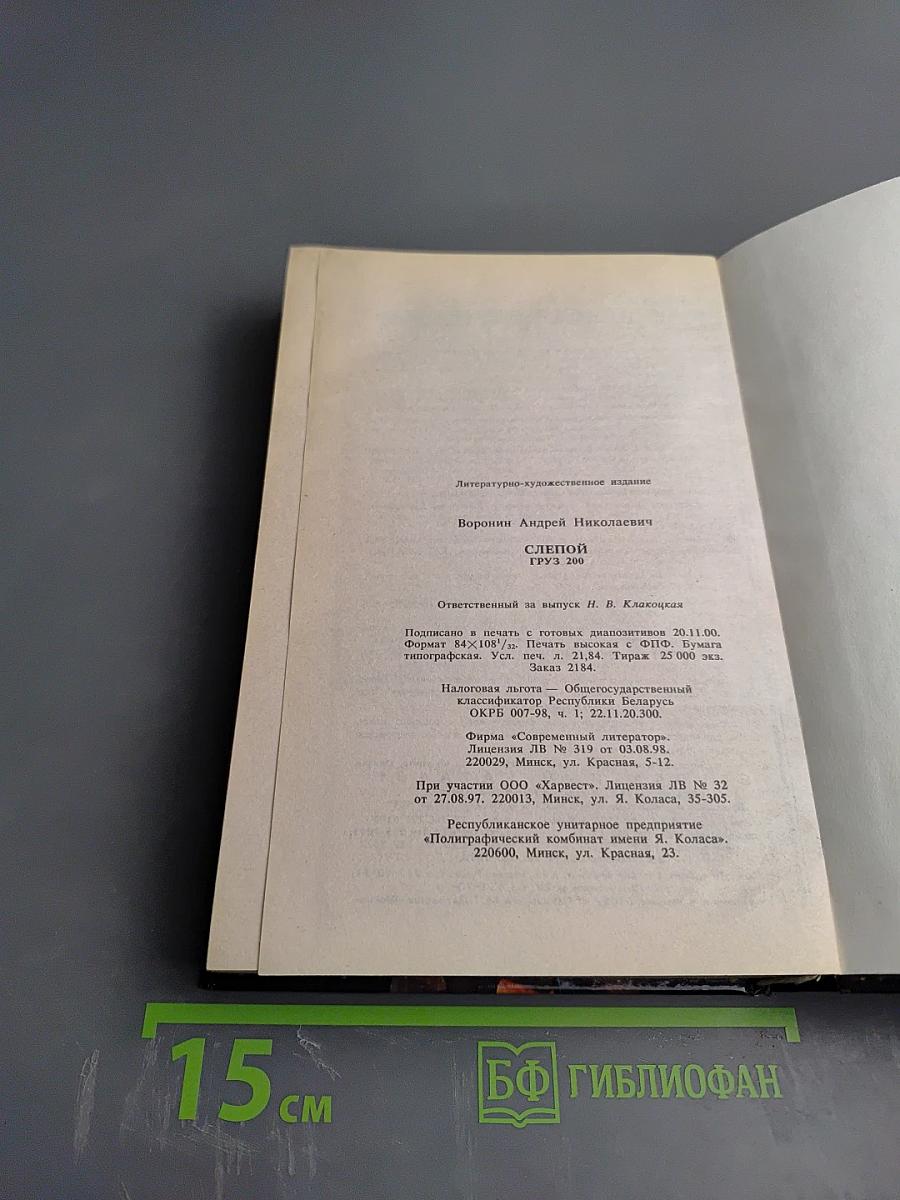 Литературно-художественное издание
Воронин Андрей Николаевич
СЛЕПОЙ
ГРУЗ 200
Ответственный за выпуск Н. В. Клакоцкая
Подписано в печать с готовых диапозитивов 20.11.00.
Формат 84×108¹/₃₂. Печать высокая с ФПФ. Бумага
типографская. Усл. печ. л. 21,84. Тираж 25 000 экз.
Заказ 2184.
Налоговая льгота — Общегосударственный
классификатор Республики Беларусь
ОКРБ 007-98, ч. 1; 22.11.20.300.
Фирма «Современный литератор».
Лицензия ЛВ № 319 от 03.08.98.
220029, Минск, ул. Красная, 5-12.
При участии ООО «Харвест». Лицензия ЛВ № 32
от 27.08.97. 220013, Минск, ул. Я. Коласа, 35-305.
Республиканское унитарное предприятие
«Полиграфический комбинат имени Я. Коласа».
220600, Минск, ул. Красная, 23.
15 см
БФ ГИБЛИОФАН